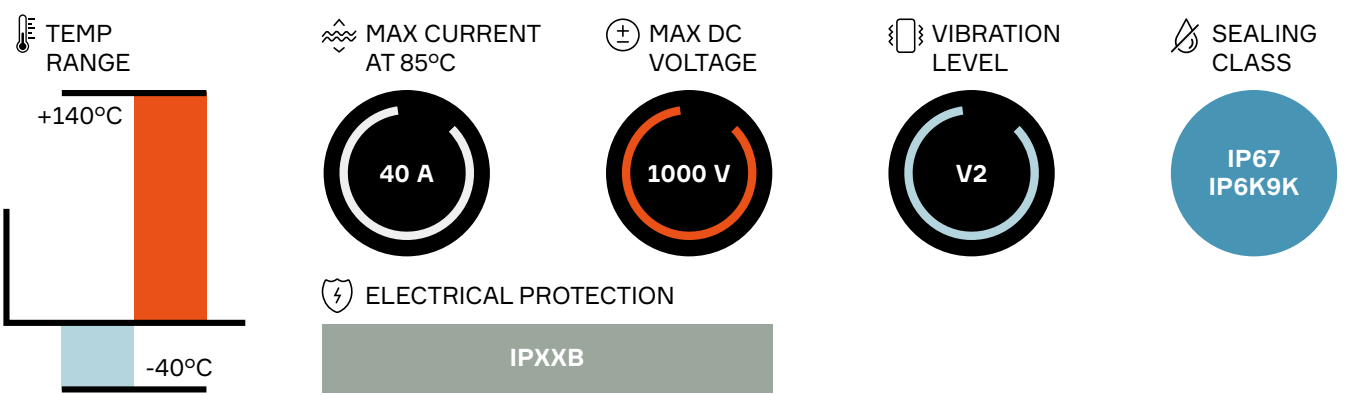 TEMP
RANGE
+140°C
-40°C
MAX CURRENT
AT 85°C
40 A
MAX DC
VOLTAGE
1000 V
VIBRATION
LEVEL
V2
SEALING
CLASS
IP67
IP6K9K
ELECTRICAL PROTECTION
IPXXB